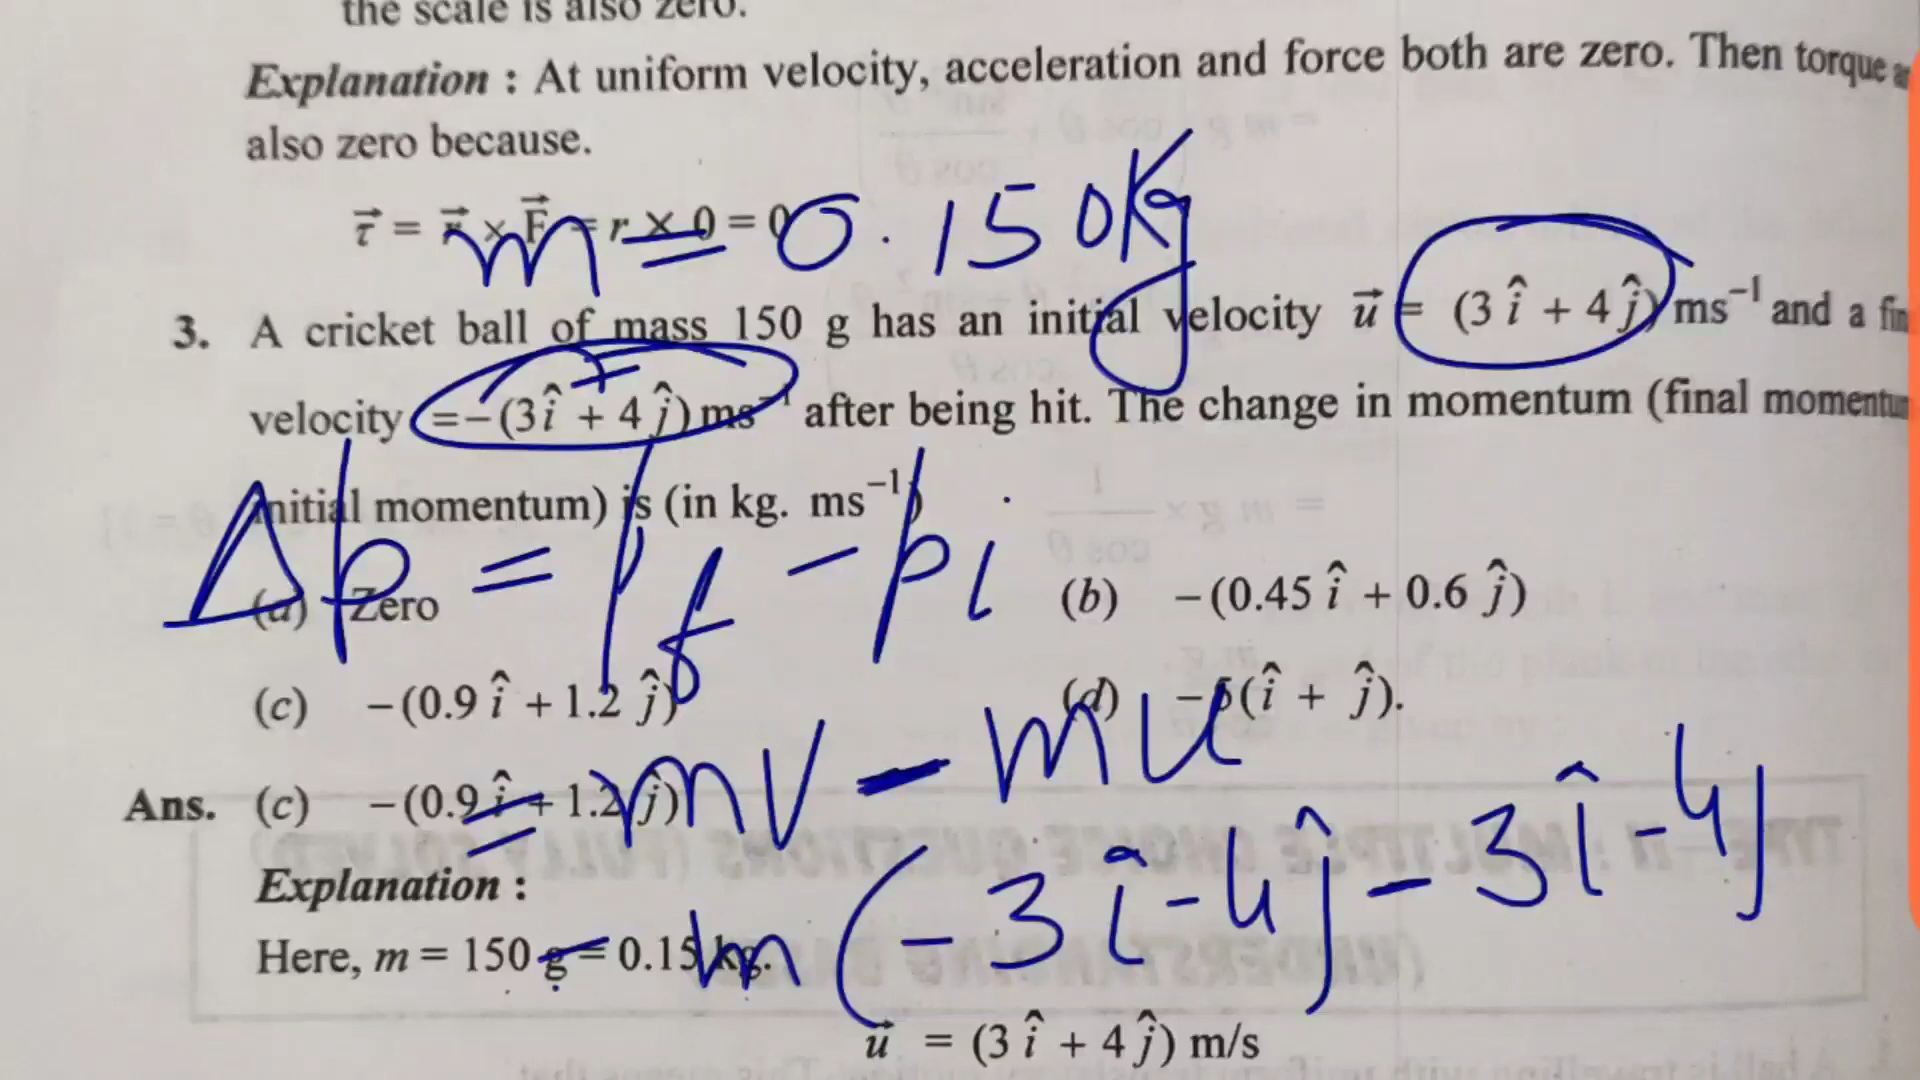 the scale is also zero.
Explanation : At uniform velocity, acceleration and force both are zero. Then torque
also zero because.
τ⃗ = r⃗ × F⃗ = r × 0 = 0
m = 0.150Kg
3. A cricket ball of mass 150 g has an initial velocity u⃗ = (3 î + 4 ĵ) ms⁻¹ and a
velocity = – (3 î + 4 ĵ) ms⁻¹ after being hit. The change in momentum (final
initial momentum) is (in kg. ms⁻¹)
Δp = pf – pi
(a) Zero (b) – (0.45 î + 0.6 ĵ)
(c) – (0.9 î + 1.2 ĵ) (d) – 5(î + ĵ).
= mv – mu
Ans. (c) – (0.9 î + 1.2 ĵ)
= m(–3î – 4ĵ – 3î – 4j
Explanation :
Here, m = 150 g = 0.15 kg.
u⃗ = (3 î + 4 ĵ) m/s